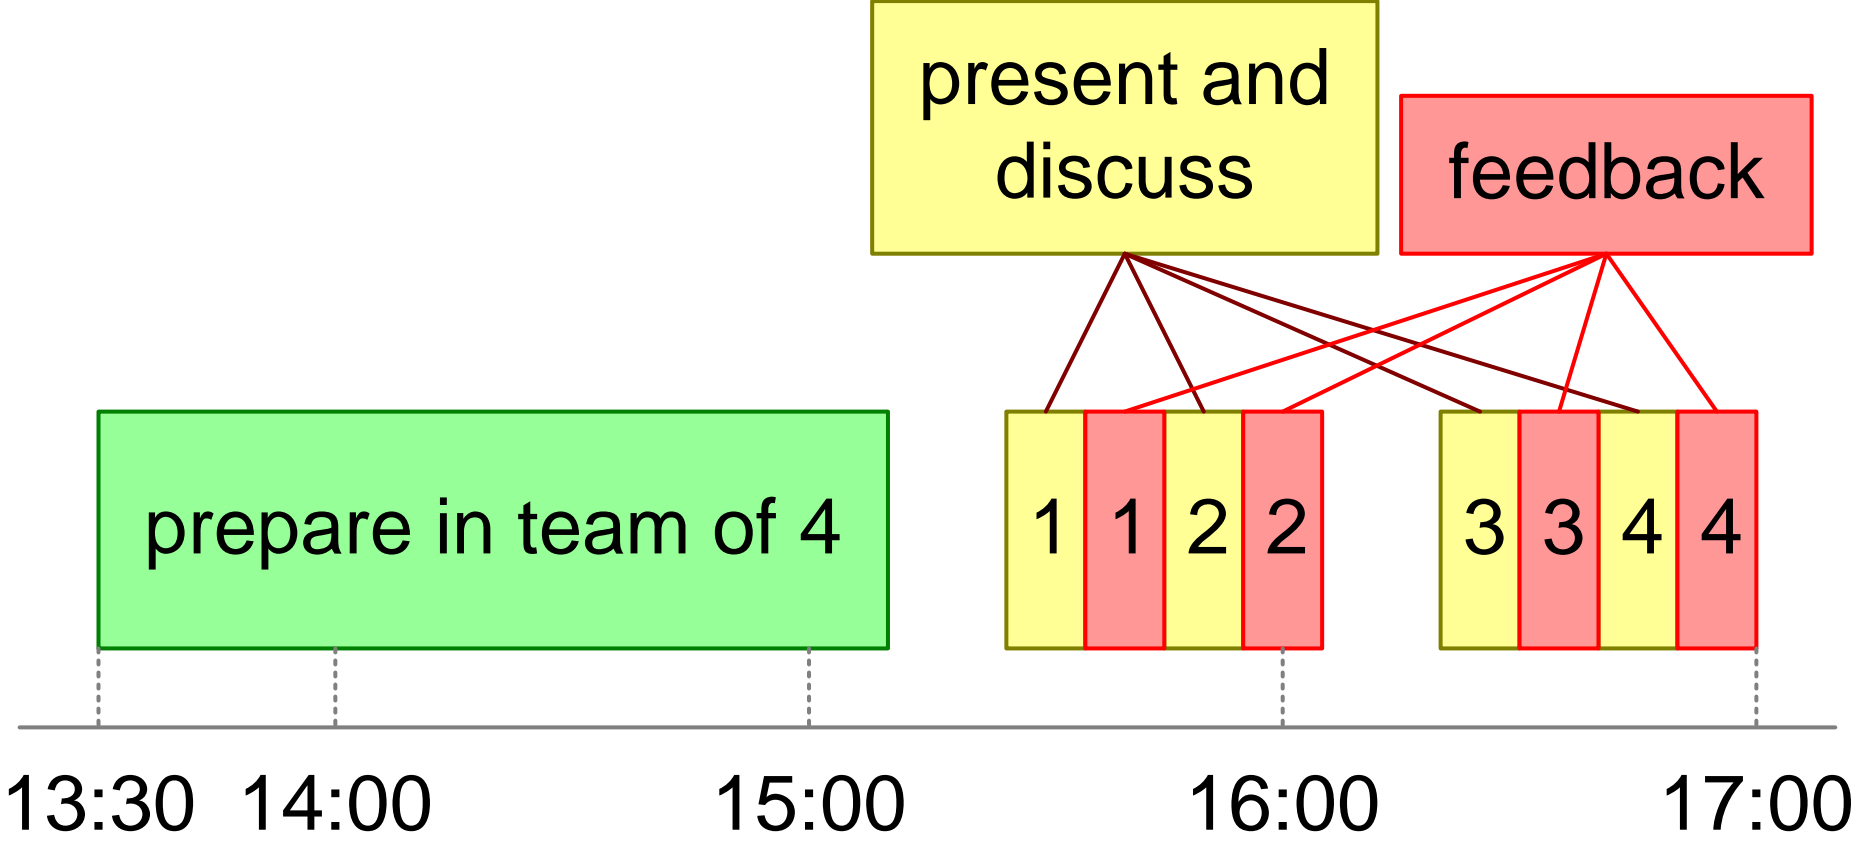 present and
discuss
feedback
prepare in team of 4
1 1 2 2 3 3 4 4
13:30 14:00 15:00 16:00 17:00